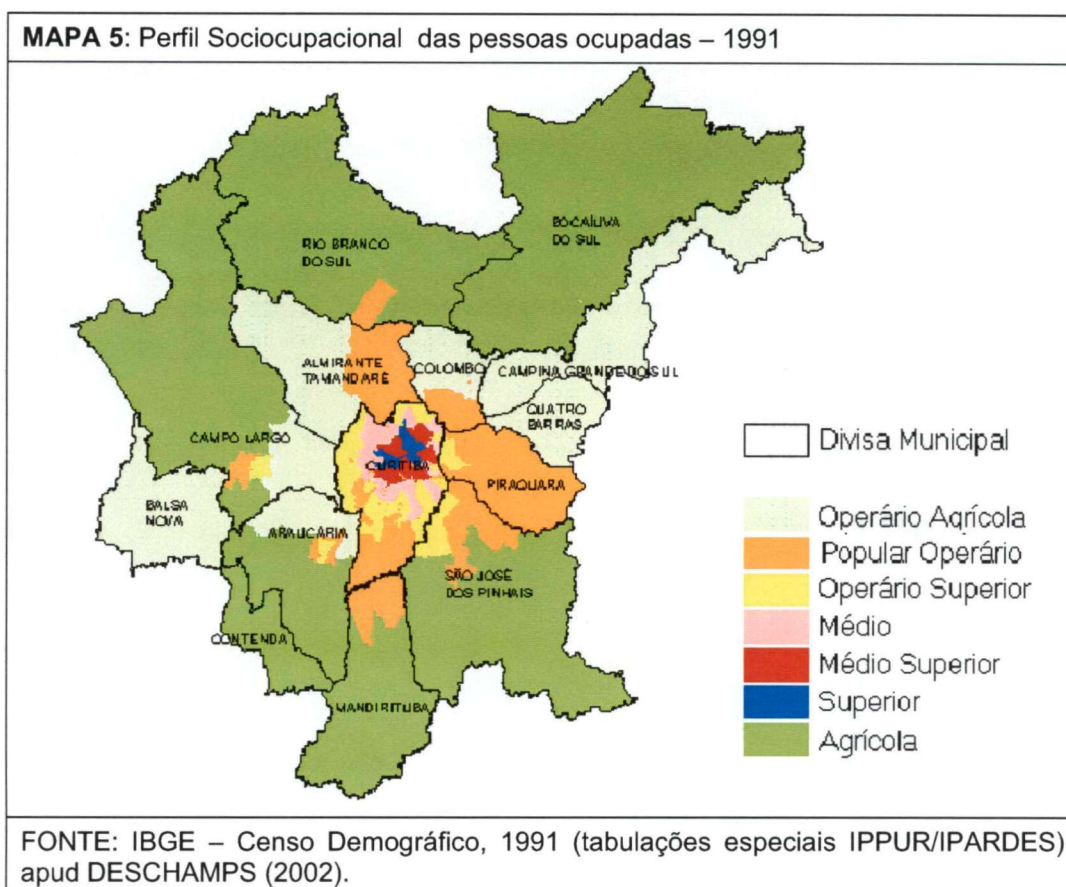 MAPA 5: Perfil Sociocupacional das pessoas ocupadas – 1991
BOCAÍUVA
DO SUL
RIO BRANCO
DO SUL
ALMIRANTE
TAMANDARÉ
COLOMBO
CAMPINA GRANDE DO SUL
QUATRO
BARRAS
CAMPO LARGO
CURITIBA
PIRAQUARA
BALSA
NOVA
ARAUCÁRIA
SÃO JOSÉ
DOS PINHAIS
CONTENDA
MANDIRITUBA
Divisa Municipal
Operário Agrícola
Popular Operário
Operário Superior
Médio
Médio Superior
Superior
Agrícola
FONTE: IBGE – Censo Demográfico, 1991 (tabulações especiais IPPUR/IPARDES)
apud DESCHAMPS (2002).